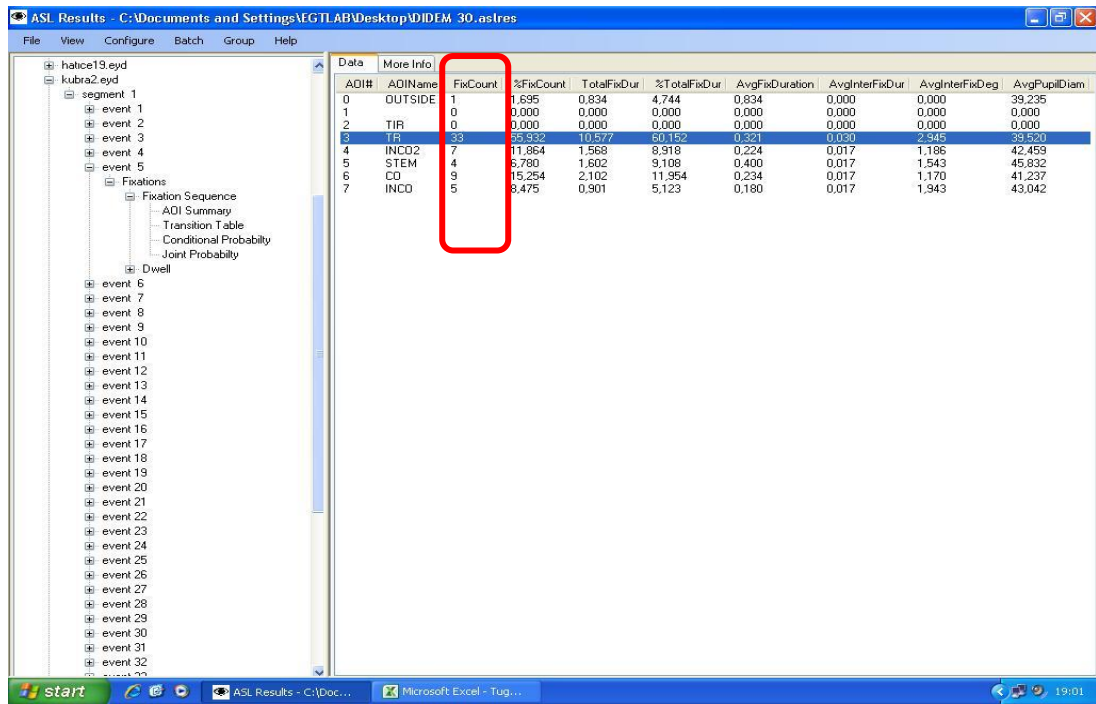 ASL Results - C:\Documents and Settings\EGTLAB\Desktop\DIDEM 30.aslres
File View Configure Batch Group Help
hatice19.eyd
kubra2.eyd
segment 1
event 1
event 2
event 3
event 4
event 5
Fixations
Fixation Sequence
AOI Summary
Transition Table
Conditional Probabilty
Joint Probabilty
Dwell
event 6
event 7
event 8
event 9
event 10
event 11
event 12
event 13
event 14
event 15
event 16
event 17
event 18
event 19
event 20
event 21
event 22
event 23
event 24
event 25
event 26
event 27
event 28
event 29
event 30
event 31
event 32
Data More Info
AOI# AOIName FixCount %FixCount TotalFixDur %TotalFixDur AvgFixDuration AvgInterFixDur AvgInterFixDeg AvgPupilDiam
0 OUTSIDE 1 1,695 0,834 4,744 0,834 0,000 0,000 39,235
1 0 0,000 0,000 0,000 0,000 0,000 0,000 0,000
2 TIR 0 0,000 0,000 0,000 0,000 0,000 0,000 0,000
3 TR 33 55,932 10,577 60,152 0,321 0,030 2,945 39,520
4 INCO2 7 11,864 1,568 8,918 0,224 0,017 1,186 42,459
5 STEM 4 6,780 1,602 9,108 0,400 0,017 1,543 45,832
6 CO 9 15,254 2,102 11,954 0,234 0,017 1,170 41,237
7 INCO 5 8,475 0,901 5,123 0,180 0,017 1,943 43,042
start ASL Results - C:\Doc... Microsoft Excel - Tug... 19:01